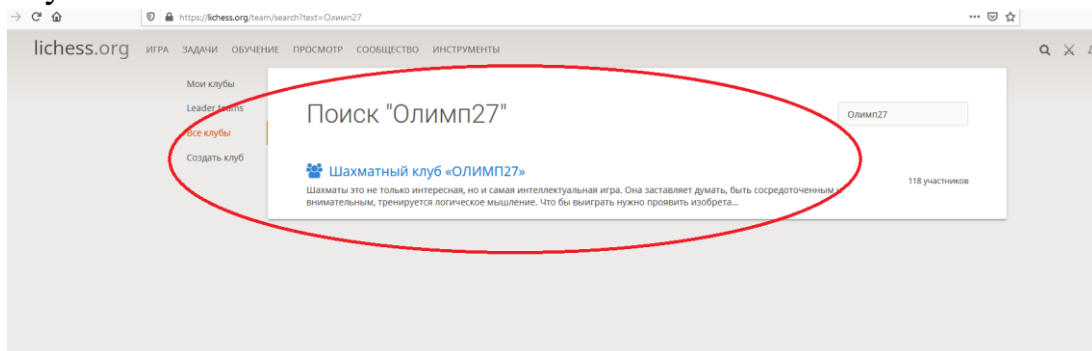 https://lichess.org/team/search?text=Олимп27
lichess.org ИГРА ЗАДАЧИ ОБУЧЕНИЕ ПРОСМОТР СООБЩЕСТВО ИНСТРУМЕНТЫ
Мои клубы
Leader teams
Все клубы
Создать клуб
Поиск "Олимп27"
Олимп27
Шахматный клуб «ОЛИМП27»
Шахматы это не только интересная, но и самая интеллектуальная игра. Она заставляет думать, быть сосредоточенным и
внимательным, тренируется логическое мышление. Что бы выиграть нужно проявить изобрета...
118 участников